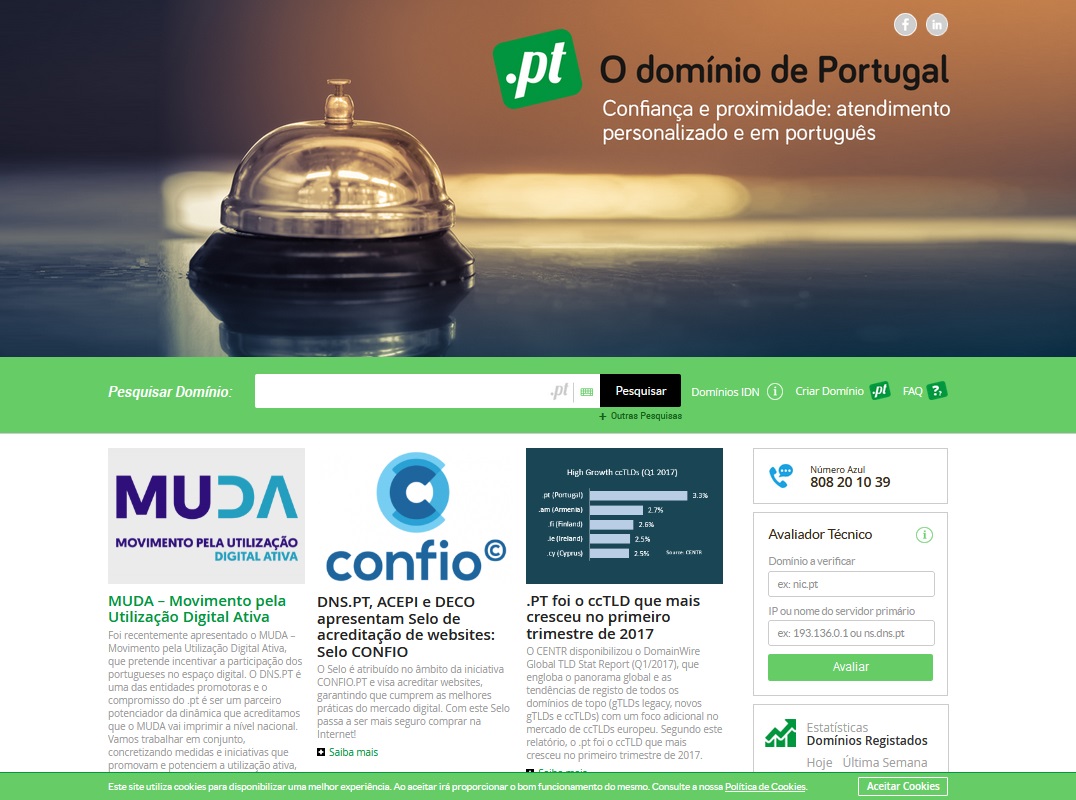 .pt
O domínio de Portugal
Confiança e proximidade: atendimento
personalizado e em português
Pesquisar Domínio:
.pt
Pesquisar
Domínios IDN
Criar Domínio
.pt
FAQ
+ Outras Pesquisas
MUDA
MOVIMENTO PELA UTILIZAÇÃO
DIGITAL ATIVA
MUDA – Movimento pela
Utilização Digital Ativa
Foi recentemente apresentado o MUDA –
Movimento pela Utilização Digital Ativa,
que pretende incentivar a participação dos
portugueses no espaço digital. O DNS.PT é
uma das entidades promotoras e o
compromisso do .pt é ser um parceiro
potenciador da dinâmica que acreditamos
que o MUDA vai imprimir a nível nacional.
Vamos trabalhar em conjunto,
concretizando medidas e iniciativas que
promovam e potenciem a utilização ativa,
confio©
DNS.PT, ACEPI e DECO
apresentam Selo de
acreditação de websites:
Selo CONFIO
O Selo é atribuído no âmbito da iniciativa
CONFIO.PT e visa acreditar websites,
garantindo que cumprem as melhores
práticas do mercado digital. Com este Selo
passa a ser mais seguro comprar na
Internet!
Saiba mais
High Growth ccTLDs (Q1 2017)
.pt (Portugal) 3.3%
.am (Armenia) 2.7%
.fi (Finland) 2.6%
.ie (Ireland) 2.5%
.cy (Cyprus) 2.5%
Source: CENTR
.PT foi o ccTLD que mais
cresceu no primeiro
trimestre de 2017
O CENTR disponibilizou o DomainWire
Global TLD Stat Report (Q1/2017), que
engloba o panorama global e as
tendências de registo de todos os
domínios de topo (gTLDs legacy, novos
gTLDs e ccTLDs) com um foco adicional no
mercado de ccTLDs europeu. Segundo este
relatório, o .pt foi o ccTLD que mais
cresceu no primeiro trimestre de 2017.
Saiba mais
Número Azul
808 20 10 39
Avaliador Técnico
Domínio a verificar
ex: nic.pt
IP ou nome do servidor primário
ex: 193.136.0.1 ou ns.dns.pt
Avaliar
Estatísticas
Domínios Registados
Hoje Última Semana
Este site utiliza cookies para disponibilizar uma melhor experiência. Ao aceitar irá proporcionar o bom funcionamento do mesmo. Consulte a nossa Política de Cookies.
Aceitar Cookies